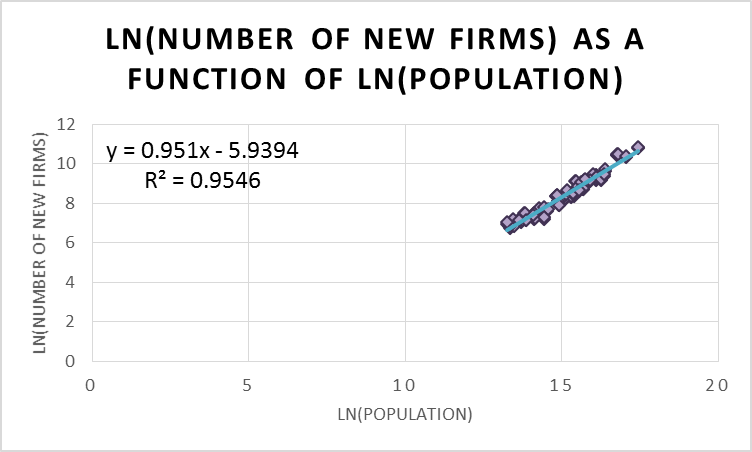 LN(NUMBER OF NEW FIRMS) AS A
FUNCTION OF LN(POPULATION)
y = 0.951x - 5.9394
R² = 0.9546
LN(NUMBER OF NEW FIRMS)
12
10
8
6
4
2
0
0 5 10 15 20
LN(POPULATION)